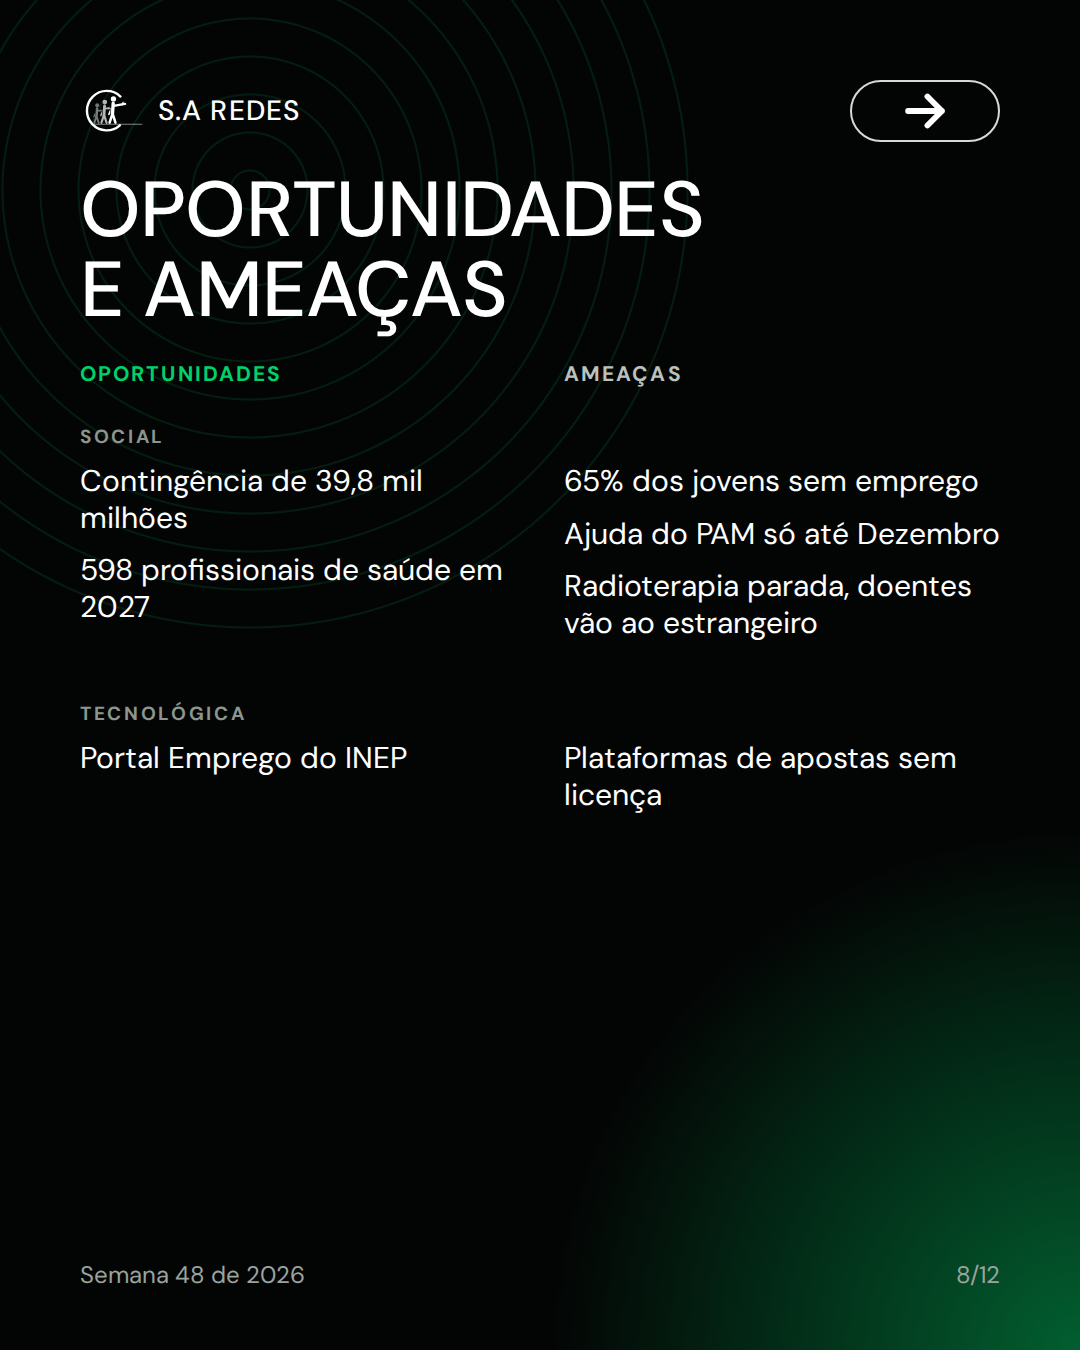 S.A REDES
OPORTUNIDADES
E AMEAÇAS
OPORTUNIDADES
AMEAÇAS
SOCIAL
Contingência de 39,8 mil
milhões
598 profissionais de saúde em
2027
65% dos jovens sem emprego
Ajuda do PAM só até Dezembro
Radioterapia parada, doentes
vão ao estrangeiro
TECNOLÓGICA
Portal Emprego do INEP
Plataformas de apostas sem
licença
Semana 48 de 2026
8/12